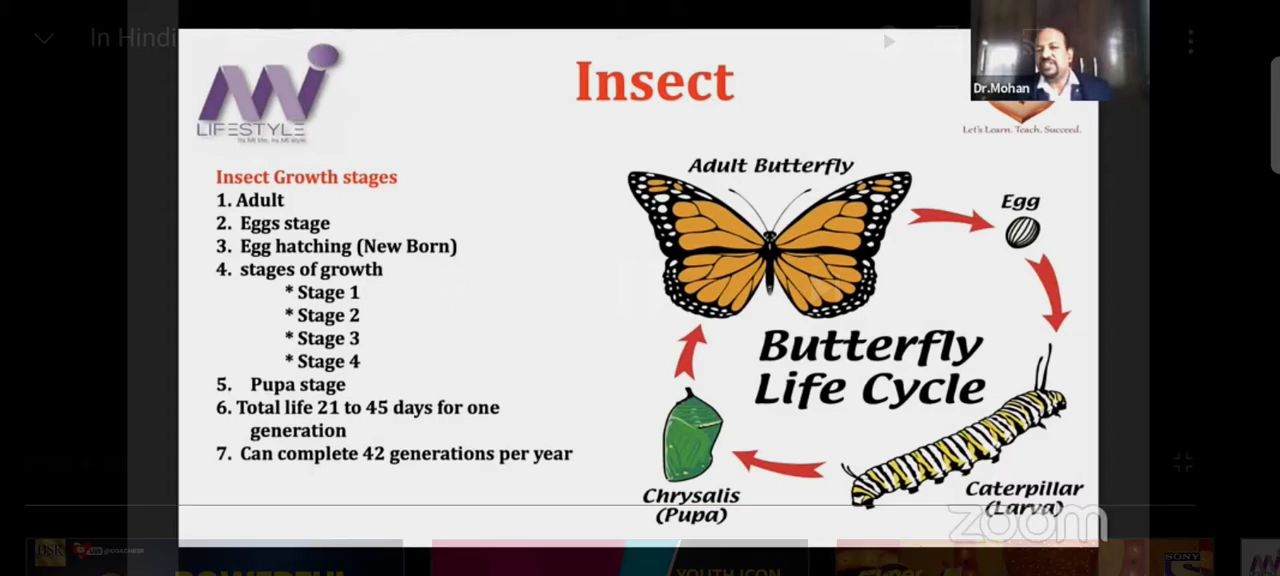 In Hindi
LIFESTYLE
Insect
Dr.Mohan
Let's Learn. Teach. Succeed.
Insect Growth stages
1. Adult
2. Eggs stage
3. Egg hatching (New Born)
4. stages of growth
* Stage 1
* Stage 2
* Stage 3
* Stage 4
5. Pupa stage
6. Total life 21 to 45 days for one
generation
7. Can complete 42 generations per year
Adult Butterfly
Egg
Butterfly
Life Cycle
Chrysalis
(Pupa)
Caterpillar
(Larva)
zoom
BSR
LIVE
POWERFUL
YOUTH ICON
SONY